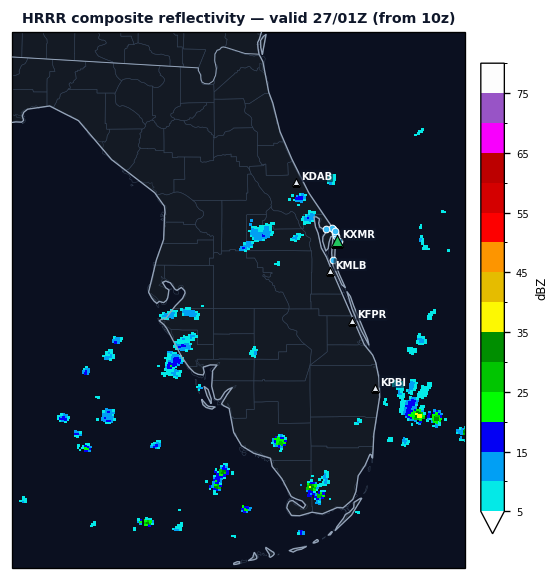 HRRR composite reflectivity — valid 27/01Z (from 10z)
KDAB
KXMR
KMLB
KFPR
KPBI
75
65
55
45
35
25
15
5
dBZ